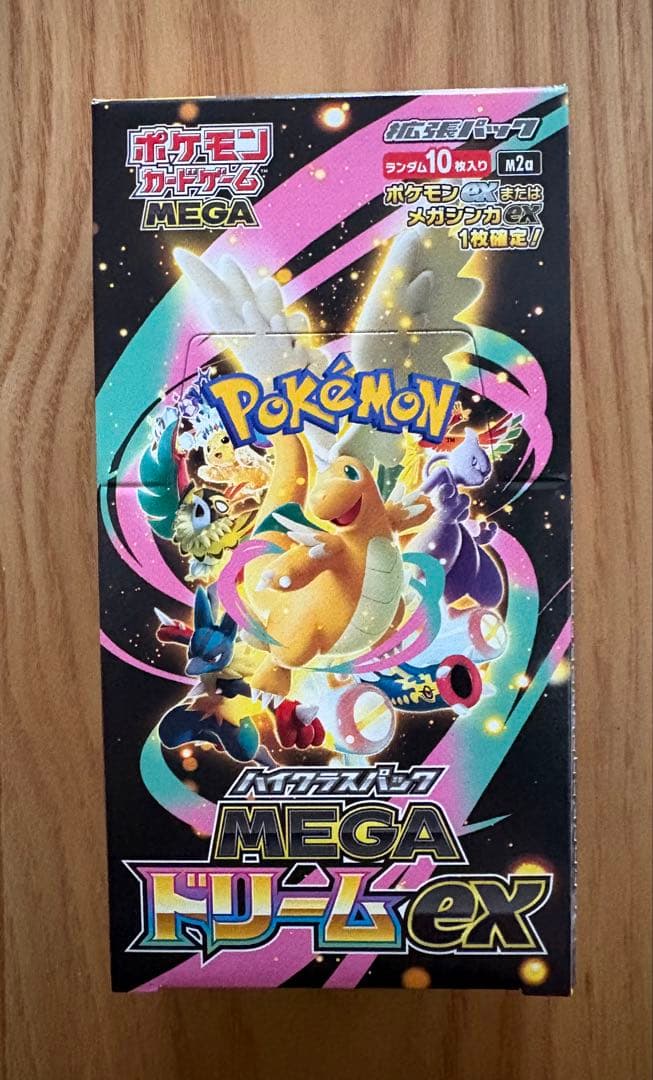 ポケモン
カードゲーム™
MEGA
拡張パック
ランダム10枚入り M2a
ポケモンexまたは
メガシンカex
1枚確定!
POKéMON™
ハイクラスパック
MEGA
ドリームex